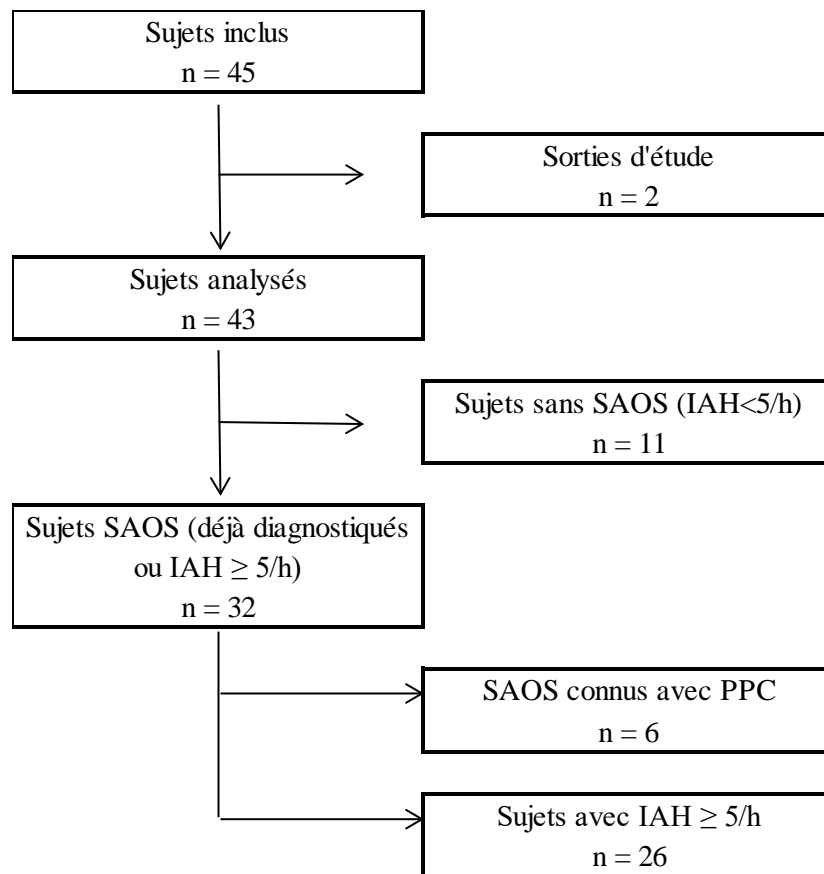 Sujets inclus
n = 45
Sorties d'étude
n = 2
Sujets analysés
n = 43
Sujets sans SAOS (IAH<5/h)
n = 11
Sujets SAOS (déjà diagnostiqués
ou IAH ≥ 5/h)
n = 32
SAOS connus avec PPC
n = 6
Sujets avec IAH ≥ 5/h
n = 26